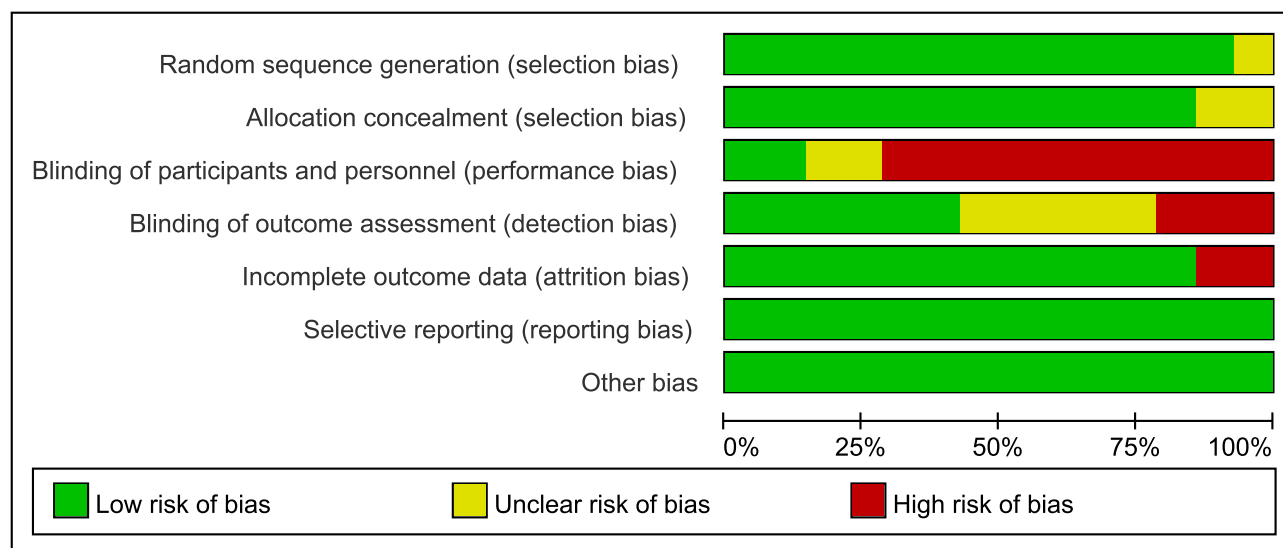 Random sequence generation (selection bias)
Allocation concealment (selection bias)
Blinding of participants and personnel (performance bias)
Blinding of outcome assessment (detection bias)
Incomplete outcome data (attrition bias)
Selective reporting (reporting bias)
Other bias
0% 25% 50% 75% 100%
Low risk of bias Unclear risk of bias High risk of bias